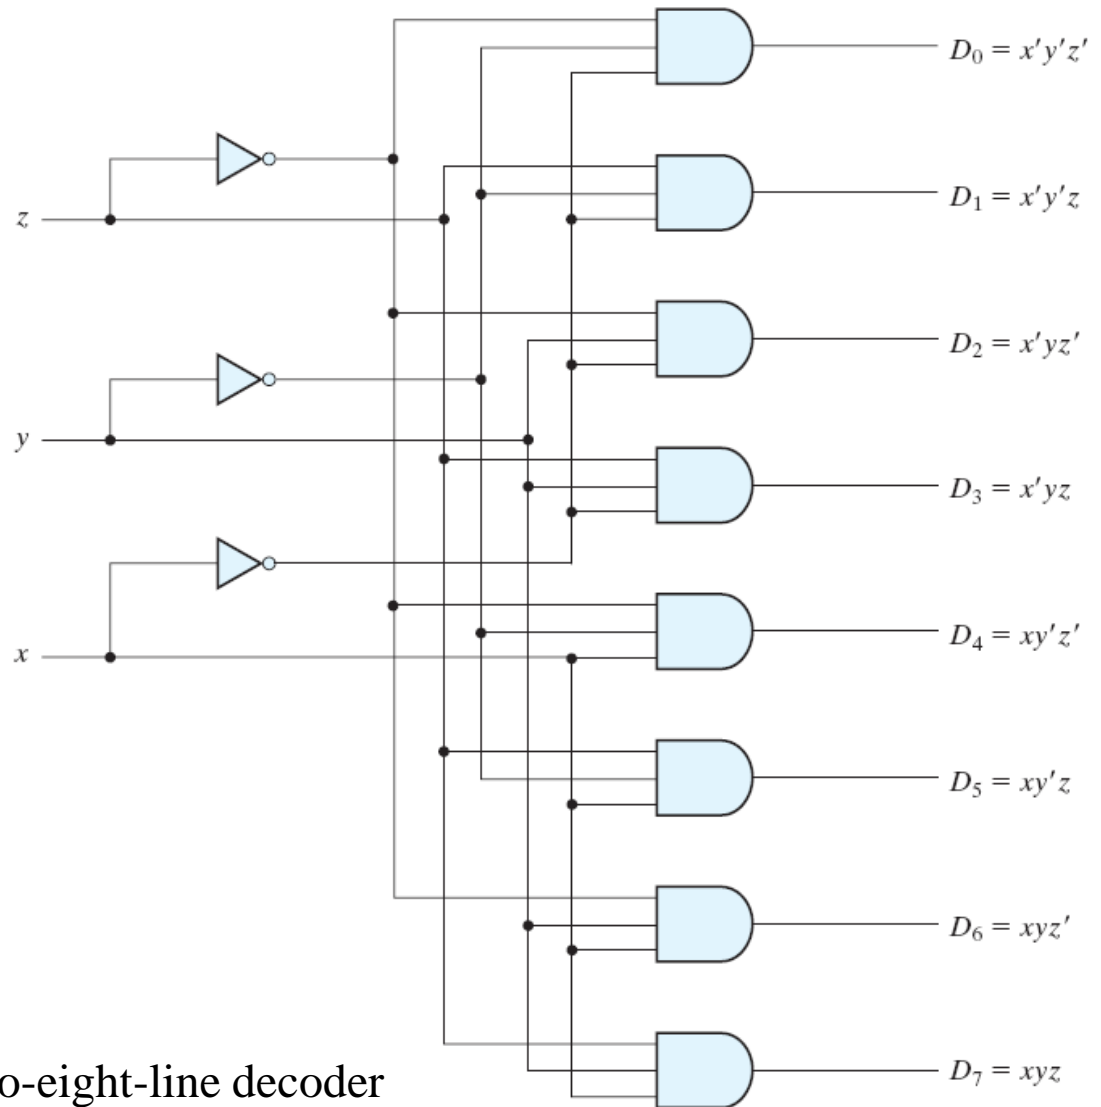 D₀ = x′y′z′
z
D₁ = x′y′z
D₂ = x′yz′
y
D₃ = x′yz
x
D₄ = xy′z′
D₅ = xy′z
D₆ = xyz′
D₇ = xyz
o-eight-line decoder